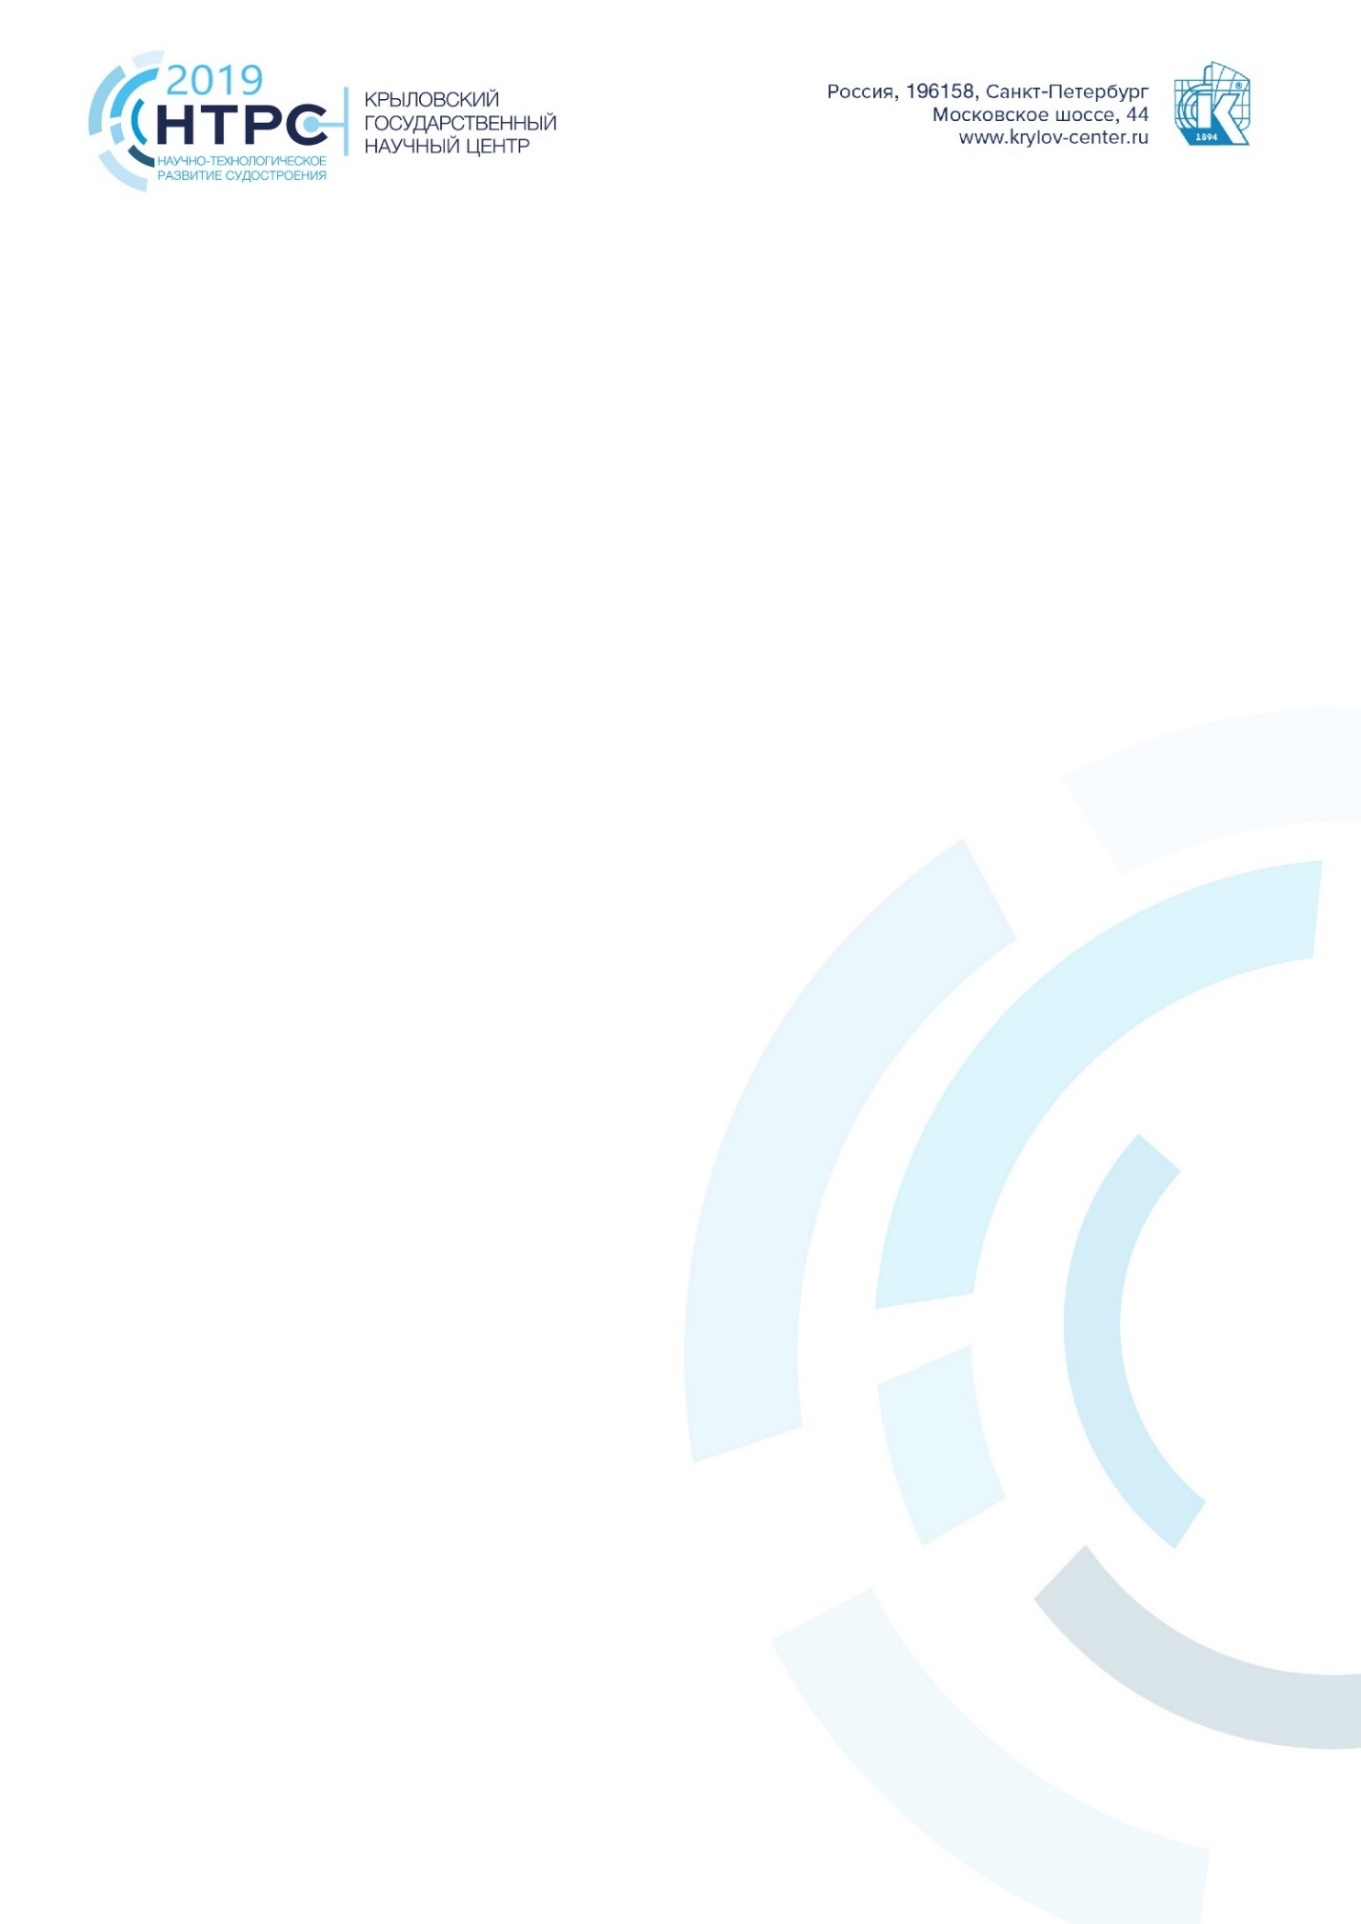 2019
НТРС
НАУЧНО-ТЕХНОЛОГИЧЕСКОЕ
РАЗВИТИЕ СУДОСТРОЕНИЯ
КРЫЛОВСКИЙ
ГОСУДАРСТВЕННЫЙ
НАУЧНЫЙ ЦЕНТР
Россия, 196158, Санкт-Петербург
Московское шоссе, 44
www.krylov-center.ru
К ®
1894